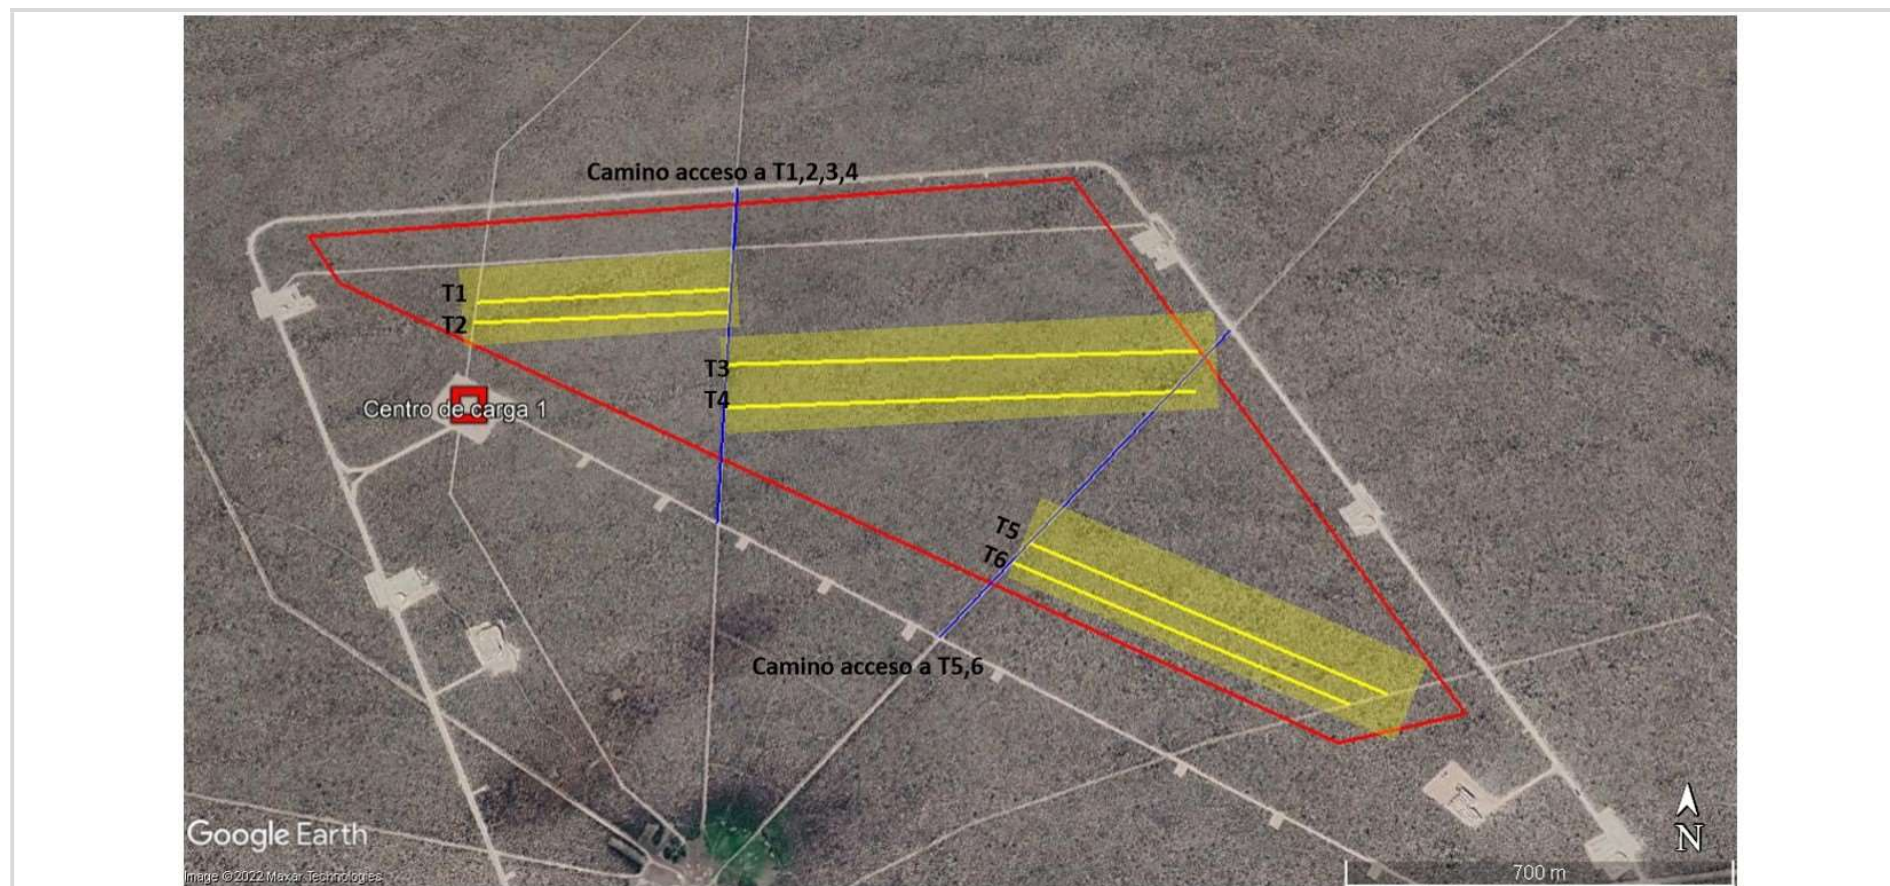 Camino acceso a T1,2,3,4
T1
T2
T3
T4
Centro de carga 1
T5
T6
Camino acceso a T5,6
Google Earth
N
Image © 2022 Maxar Technologies
700 m